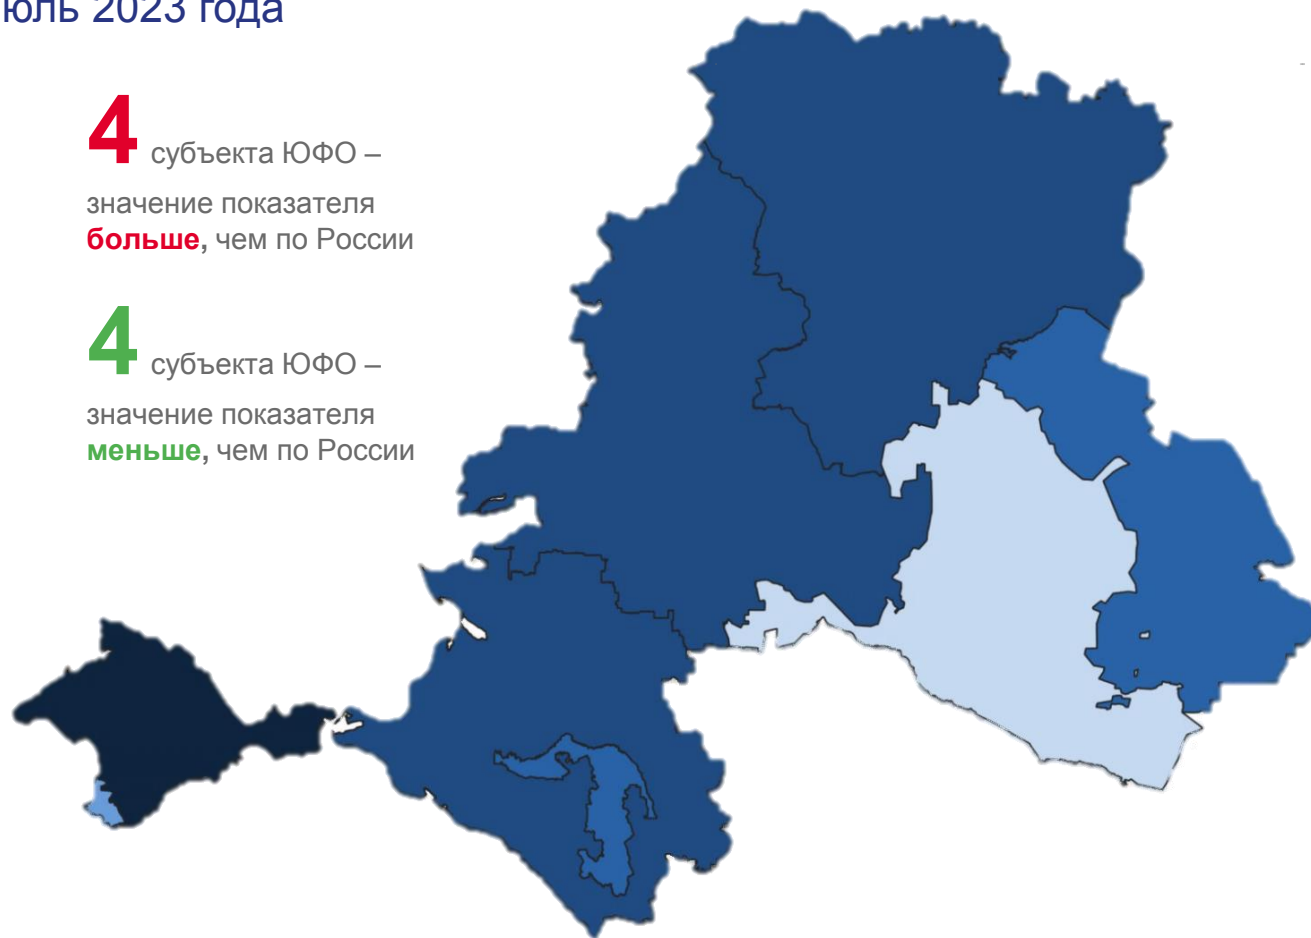 юль 2023 года
4 субъекта ЮФО –
значение показателя
больше, чем по России
4 субъекта ЮФО –
значение показателя
меньше, чем по России